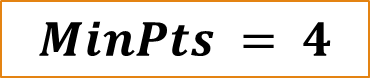 MinPts = 4